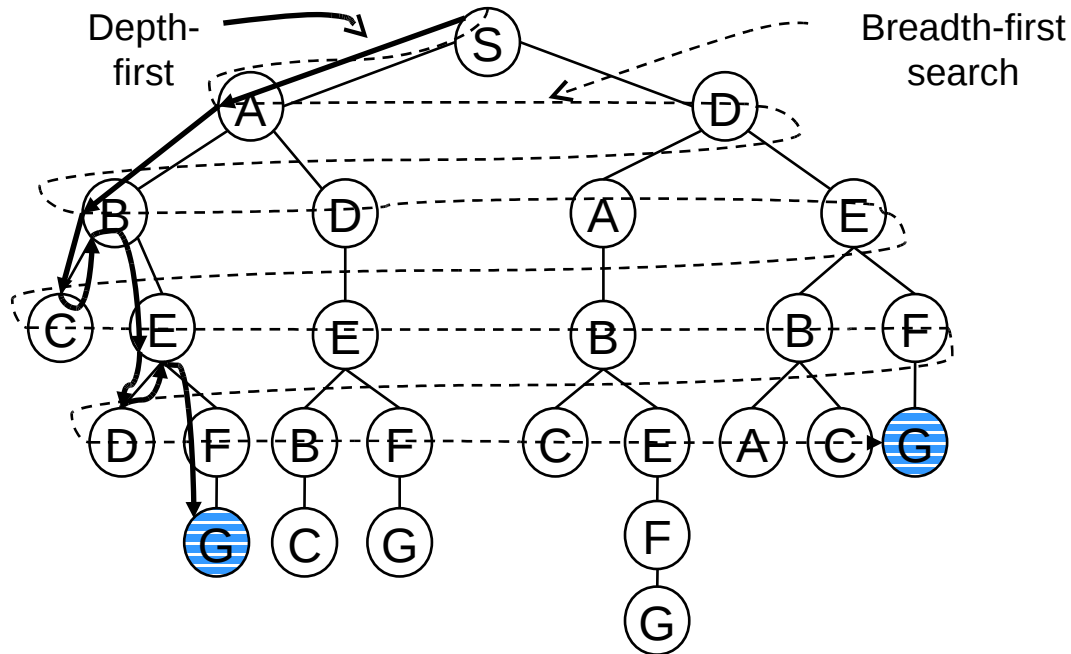 Depth-
first
Breadth-first
search
S
A D
B D A E
C E E B B F
D F B F C E A C G
G C G F
G